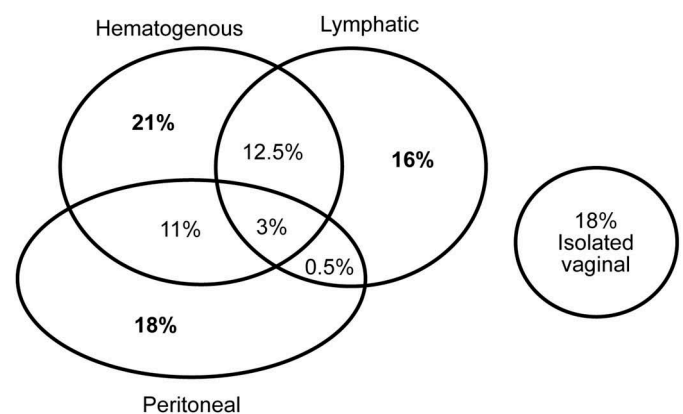 Hematogenous
Lymphatic
21%
12.5%
16%
11%
3%
0.5%
18%
Peritoneal
18%
Isolated
vaginal